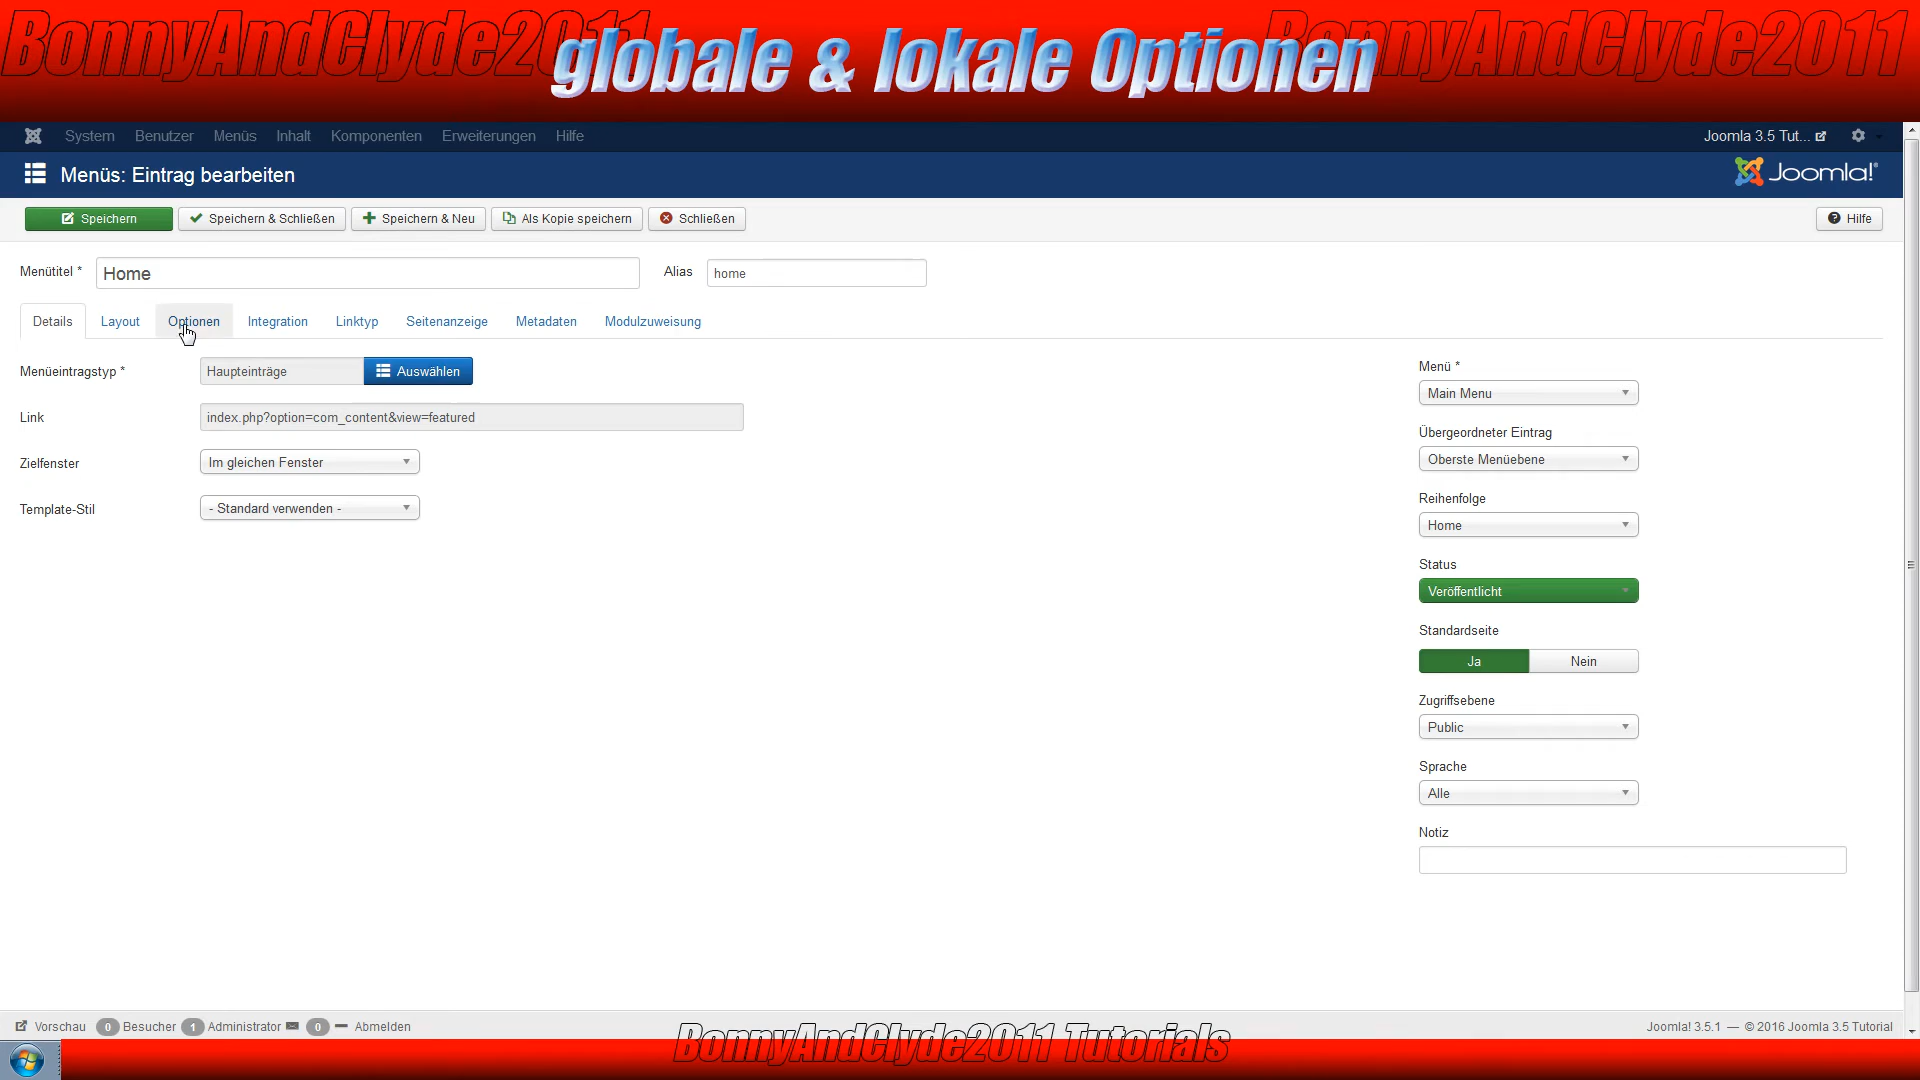 BonnyAndClyde2011
BonnyAndClyde2011
globale & lokale Optionen
System Benutzer Menüs Inhalt Komponenten Erweiterungen Hilfe
Joomla 3.5 Tut...
Menüs: Eintrag bearbeiten
Joomla!®
Speichern
Speichern & Schließen
Speichern & Neu
Als Kopie speichern
Schließen
Hilfe
Menütitel *
Home
Alias
home
Details Layout Optionen Integration Linktyp Seitenanzeige Metadaten Modulzuweisung
Menüeintragstyp *
Haupteinträge
Auswählen
Link
index.php?option=com_content&view=featured
Zielfenster
Im gleichen Fenster
Template-Stil
- Standard verwenden -
Menü *
Main Menu
Übergeordneter Eintrag
Oberste Menüebene
Reihenfolge
Home
Status
Veröffentlicht
Standardseite
Ja Nein
Zugriffsebene
Public
Sprache
Alle
Notiz
Vorschau 0 Besucher 1 Administrator 0 Abmelden
Joomla! 3.5.1 — © 2016 Joomla 3.5 Tutorial
BonnyAndClyde2011 Tutorials